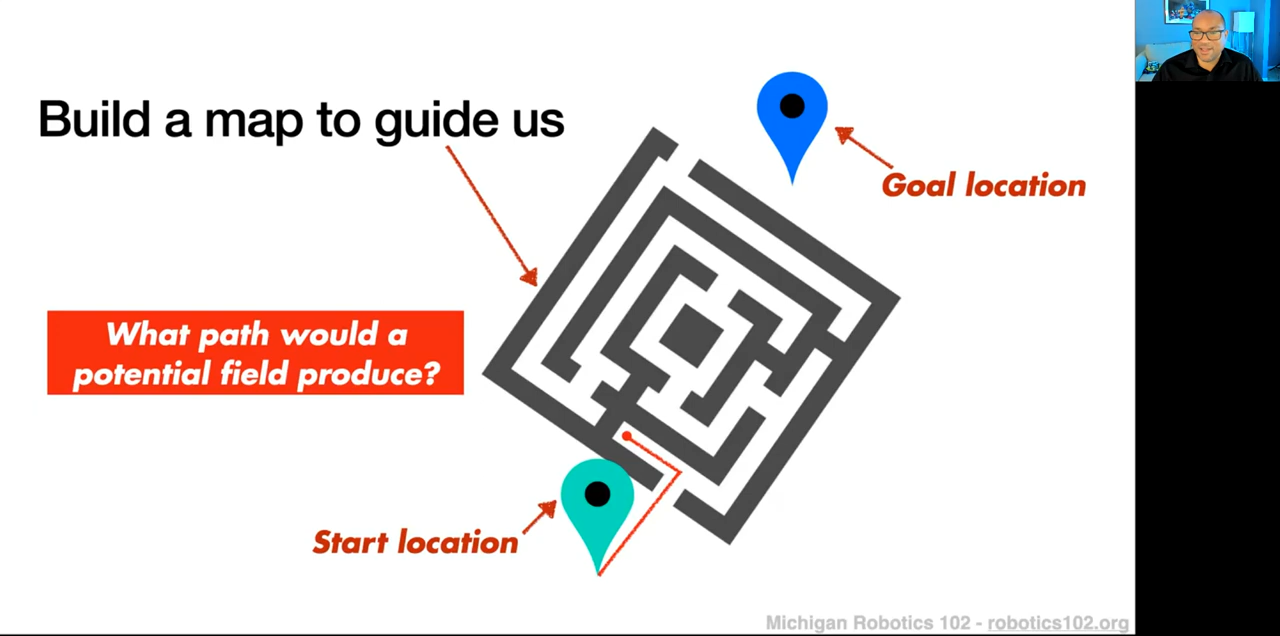 Build a map to guide us
Goal location
What path would a
potential field produce?
Start location
Michigan Robotics 102 - robotics102.org